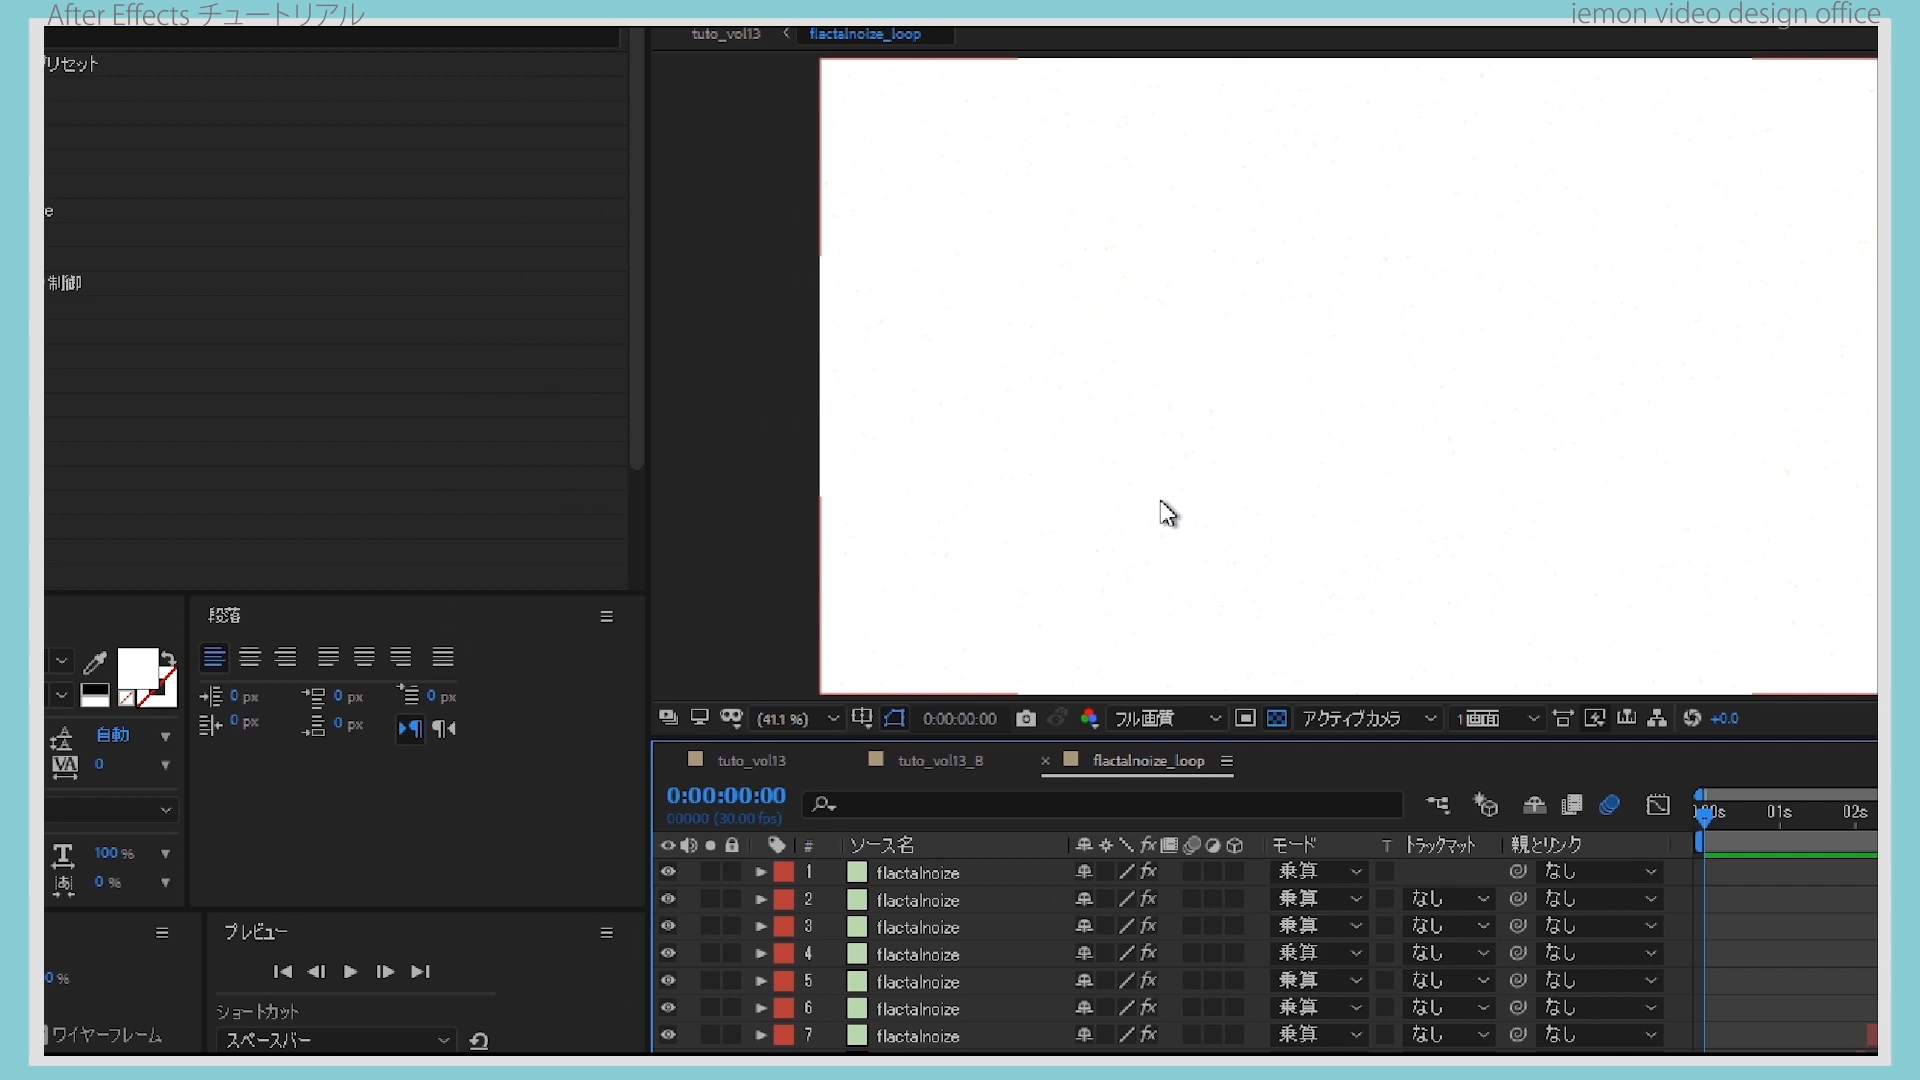 After Effects チュートリアル
iemon video design office
tuto_vol13 flactalnoize_loop
リセット
e
制御
段落
0 px 0 px 0 px
0 px 0 px
自動
0
100 %
0 %
(41.1 %) 0:00:00:00 フル画質 アクティブカメラ 1画面 +0.0
tuto_vol13 tuto_vol13_B × flactalnoize_loop
0:00:00:00
00000 (30.00 fps)
01s 02s
# ソース名 fx モード T トラックマット 親とリンク
1 flactalnoize fx 乗算 なし
2 flactalnoize fx 乗算 なし なし
3 flactalnoize fx 乗算 なし なし
4 flactalnoize fx 乗算 なし なし
5 flactalnoize fx 乗算 なし なし
6 flactalnoize fx 乗算 なし なし
7 flactalnoize fx 乗算 なし なし
プレビュー
0 %
ショートカット
スペースバー
ワイヤーフレーム